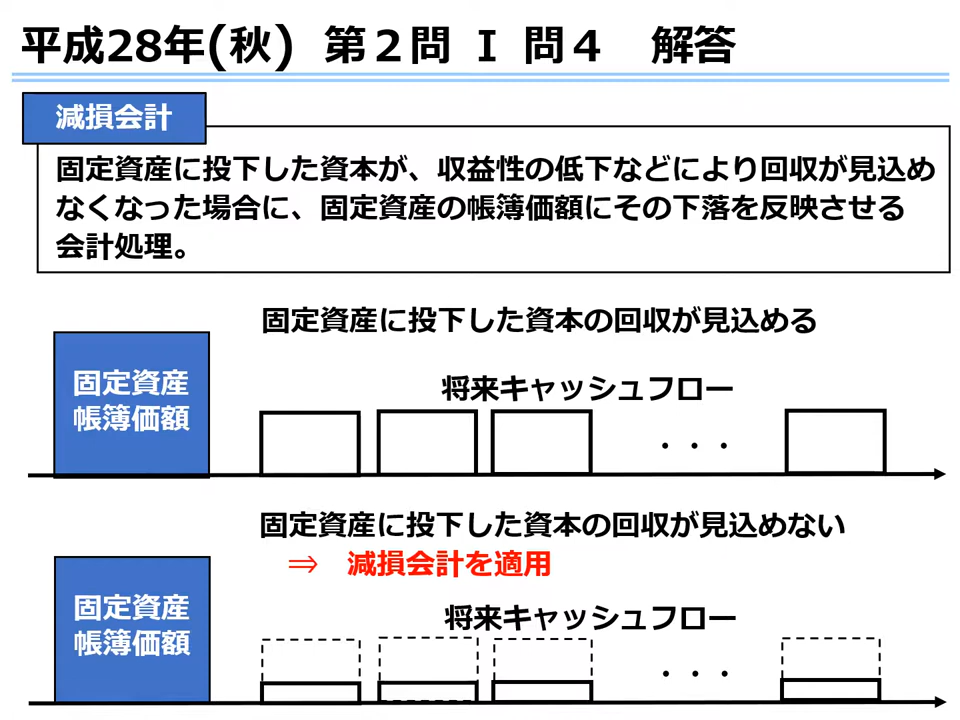 平成28年(秋) 第２問 Ⅰ 問４　解答
減損会計
固定資産に投下した資本が、収益性の低下などにより回収が見込め
なくなった場合に、固定資産の帳簿価額にその下落を反映させる
会計処理。
固定資産に投下した資本の回収が見込める
固定資産
帳簿価額
将来キャッシュフロー
・・・
固定資産に投下した資本の回収が見込めない
⇒　減損会計を適用
固定資産
帳簿価額
将来キャッシュフロー
・・・